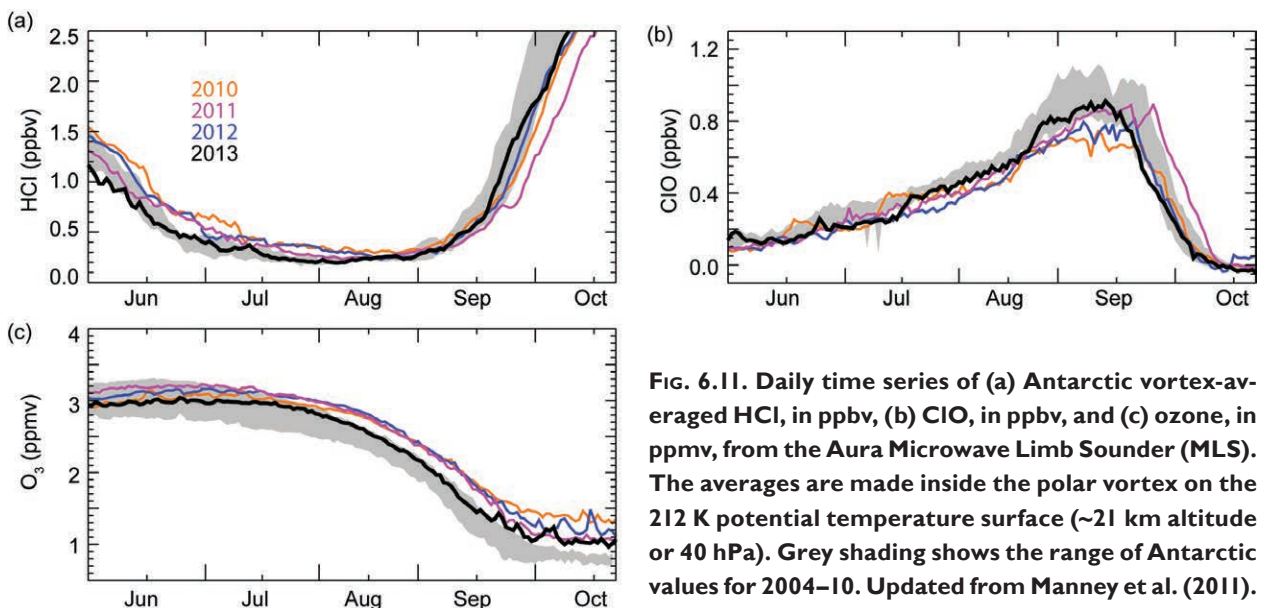 (a)
2.5
2.0
1.5
1.0
0.5
0.0
HCl (ppbv)
2010
2011
2012
2013
Jun Jul Aug Sep Oct
(b)
1.2
0.8
0.4
0.0
ClO (ppbv)
Jun Jul Aug Sep Oct
(c)
4
3
2
1
O₃ (ppmv)
Jun Jul Aug Sep Oct
FIG. 6.11. Daily time series of (a) Antarctic vortex-av-
eraged HCl, in ppbv, (b) ClO, in ppbv, and (c) ozone, in
ppmv, from the Aura Microwave Limb Sounder (MLS).
The averages are made inside the polar vortex on the
212 K potential temperature surface (~21 km altitude
or 40 hPa). Grey shading shows the range of Antarctic
values for 2004–10. Updated from Manney et al. (2011).